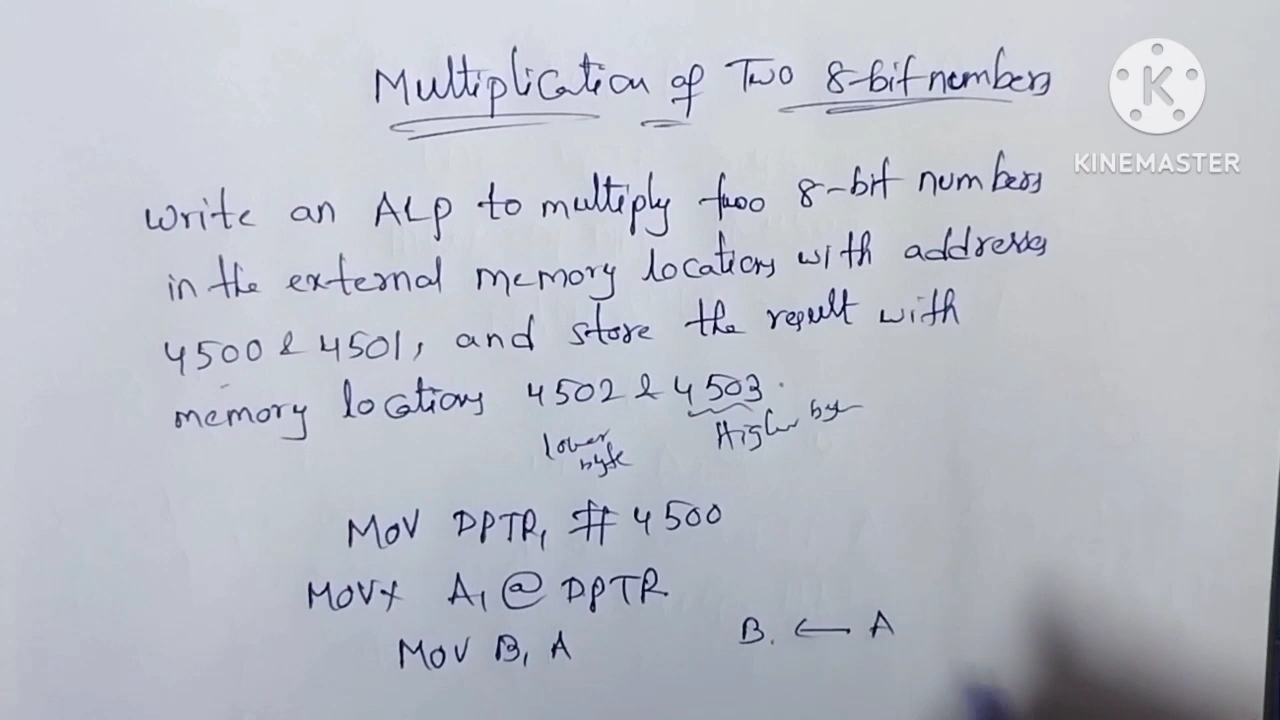 Multiplication of Two 8-bit numbers
K
KINEMASTER
Write an ALP to multiply two 8-bit numbers
in the external memory locations with addresses
4500 & 4501, and store the result with
memory locations 4502 & 4503.
lower byte
Higher byte
MOV DPTR, # 4500
MOVX A, @ DPTR
MOV B, A
B. ← A